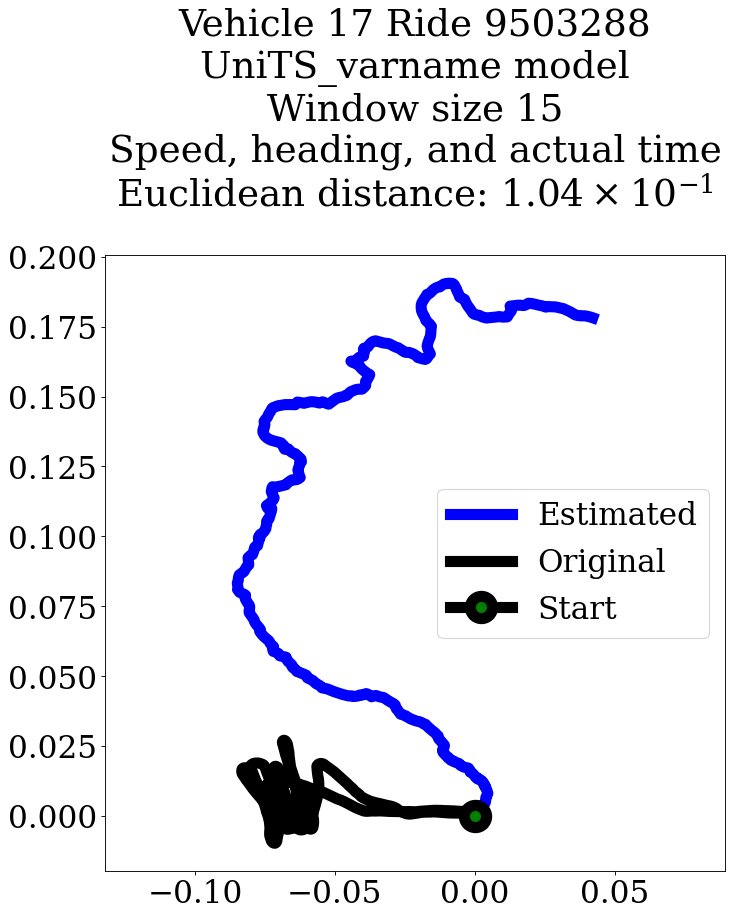 Vehicle 17 Ride 9503288
UniTS_varname model
Window size 15
Speed, heading, and actual time
Euclidean distance: 1.04 × 10⁻¹
0.200
0.175
0.150
0.125
0.100
0.075
0.050
0.025
0.000
Estimated
Original
Start
−0.10
−0.05
0.00
0.05